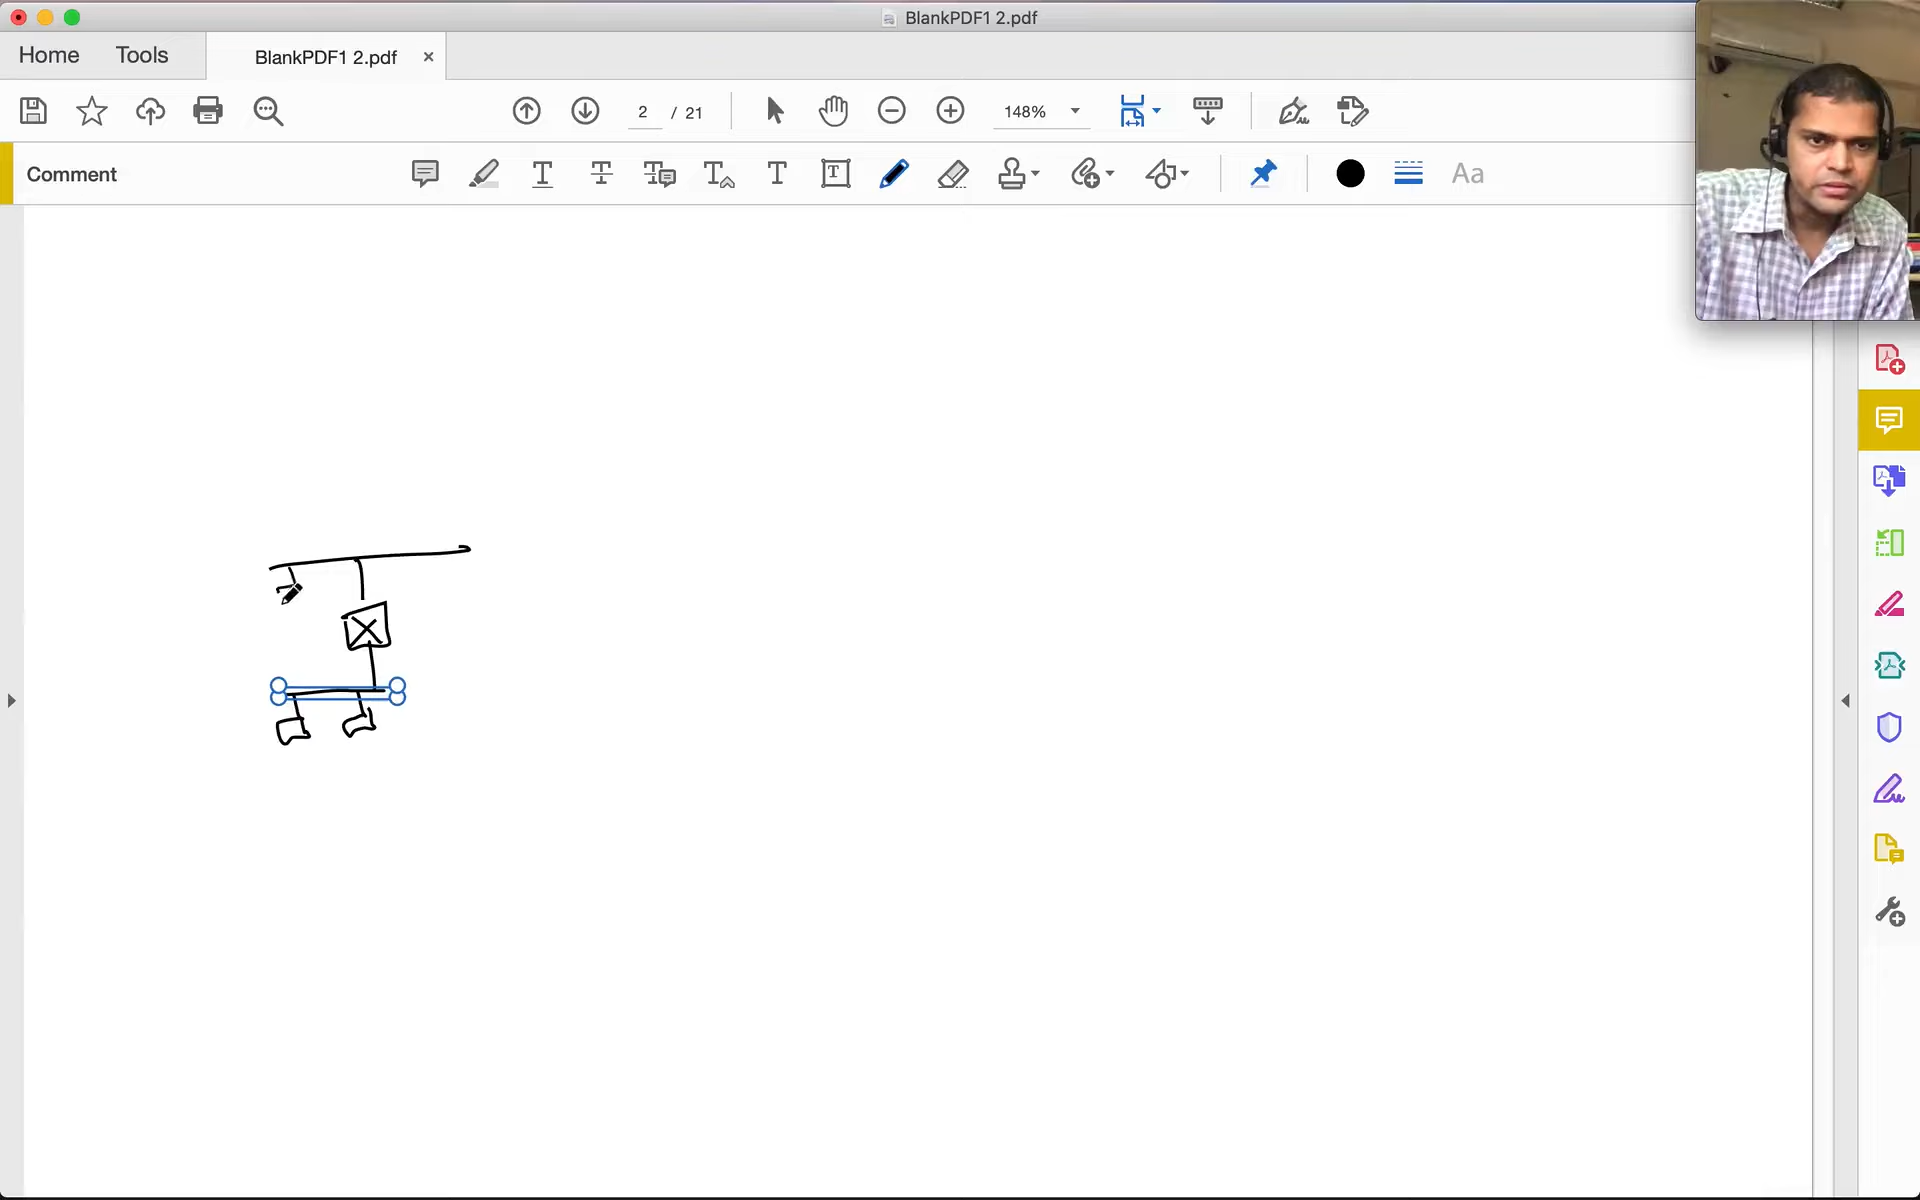 BlankPDF1 2.pdf
Home Tools BlankPDF1 2.pdf ×
2 / 21 148%
Comment T T T T T T Aa